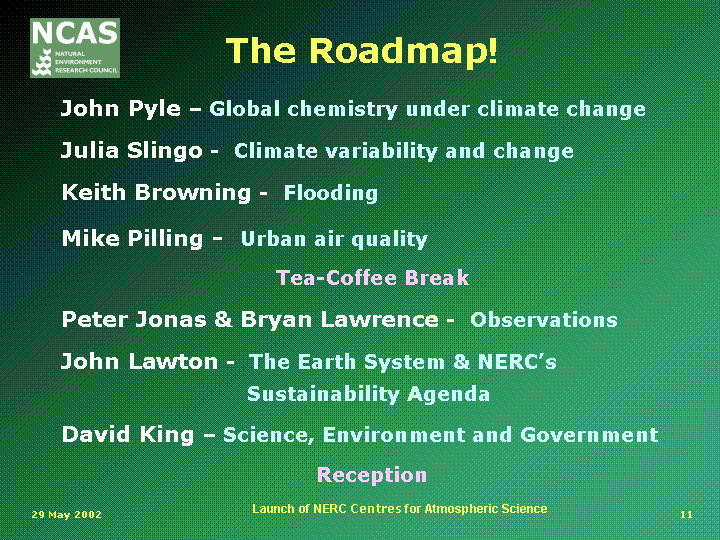 NCAS
NATURAL
ENVIRONMENT
RESEARCH COUNCIL
The Roadmap!
John Pyle – Global chemistry under climate change
Julia Slingo - Climate variability and change
Keith Browning - Flooding
Mike Pilling – Urban air quality
Tea-Coffee Break
Peter Jonas & Bryan Lawrence - Observations
John Lawton - The Earth System & NERC’s
Sustainability Agenda
David King – Science, Environment and Government
Reception
29 May 2002
Launch of NERC Centres for Atmospheric Science
11